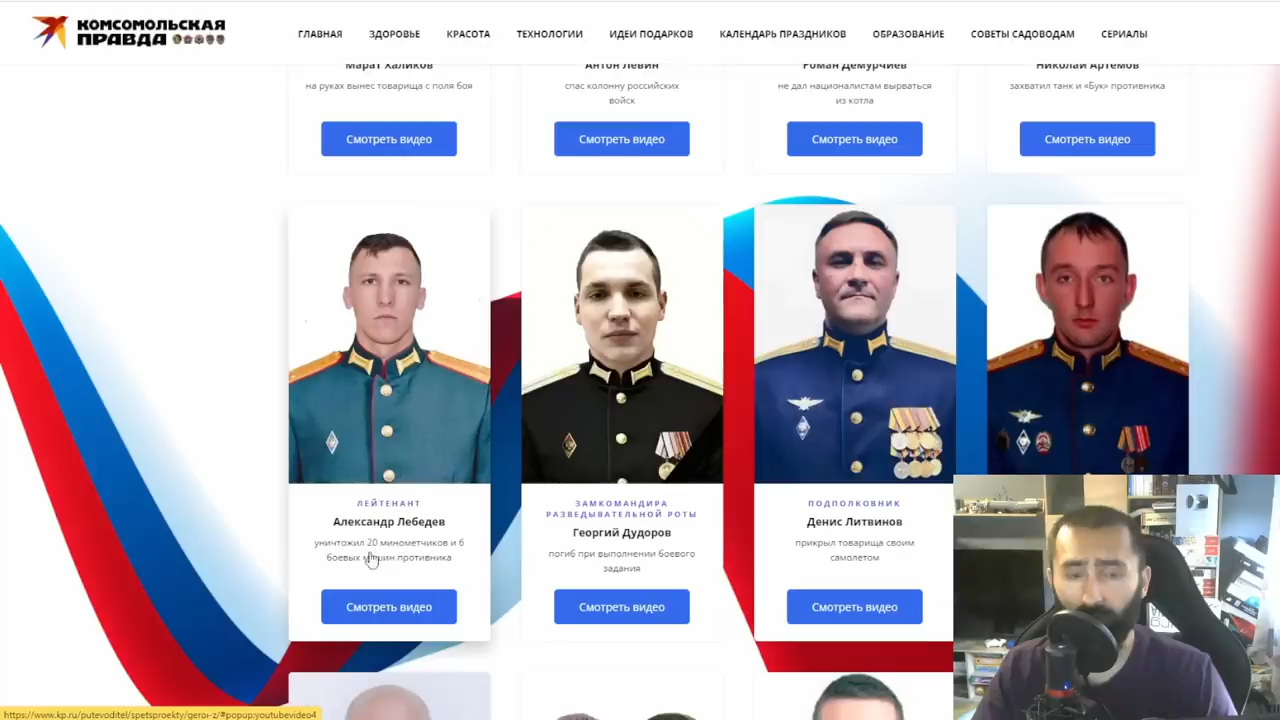 КОМСОМОЛЬСКАЯ
ПРАВДА
ГЛАВНАЯ ЗДОРОВЬЕ КРАСОТА ТЕХНОЛОГИИ ИДЕИ ПОДАРКОВ КАЛЕНДАРЬ ПРАЗДНИКОВ ОБРАЗОВАНИЕ СОВЕТЫ САДОВОДАМ СЕРИАЛЫ
Марат Халиков
на руках вынес товарища с поля боя
Смотреть видео
Антон Левин
спас колонну российских
войск
Смотреть видео
Роман Демурчиев
не дал националистам вырваться
из котла
Смотреть видео
Николай Артемов
захватил танк и «Бук» противника
Смотреть видео
ЛЕЙТЕНАНТ
Александр Лебедев
уничтожил 20 минометчиков и 6
боевых машин противника
Смотреть видео
ЗАМКОМАНДИРА
РАЗВЕДЫВАТЕЛЬНОЙ РОТЫ
Георгий Дудоров
погиб при выполнении боевого
задания
Смотреть видео
ПОДПОЛКОВНИК
Денис Литвинов
прикрыл товарища своим
самолетом
Смотреть видео
https://www.kp.ru/putevoditel/spetsproekty/geroi-z/#popup:youtubevideo4